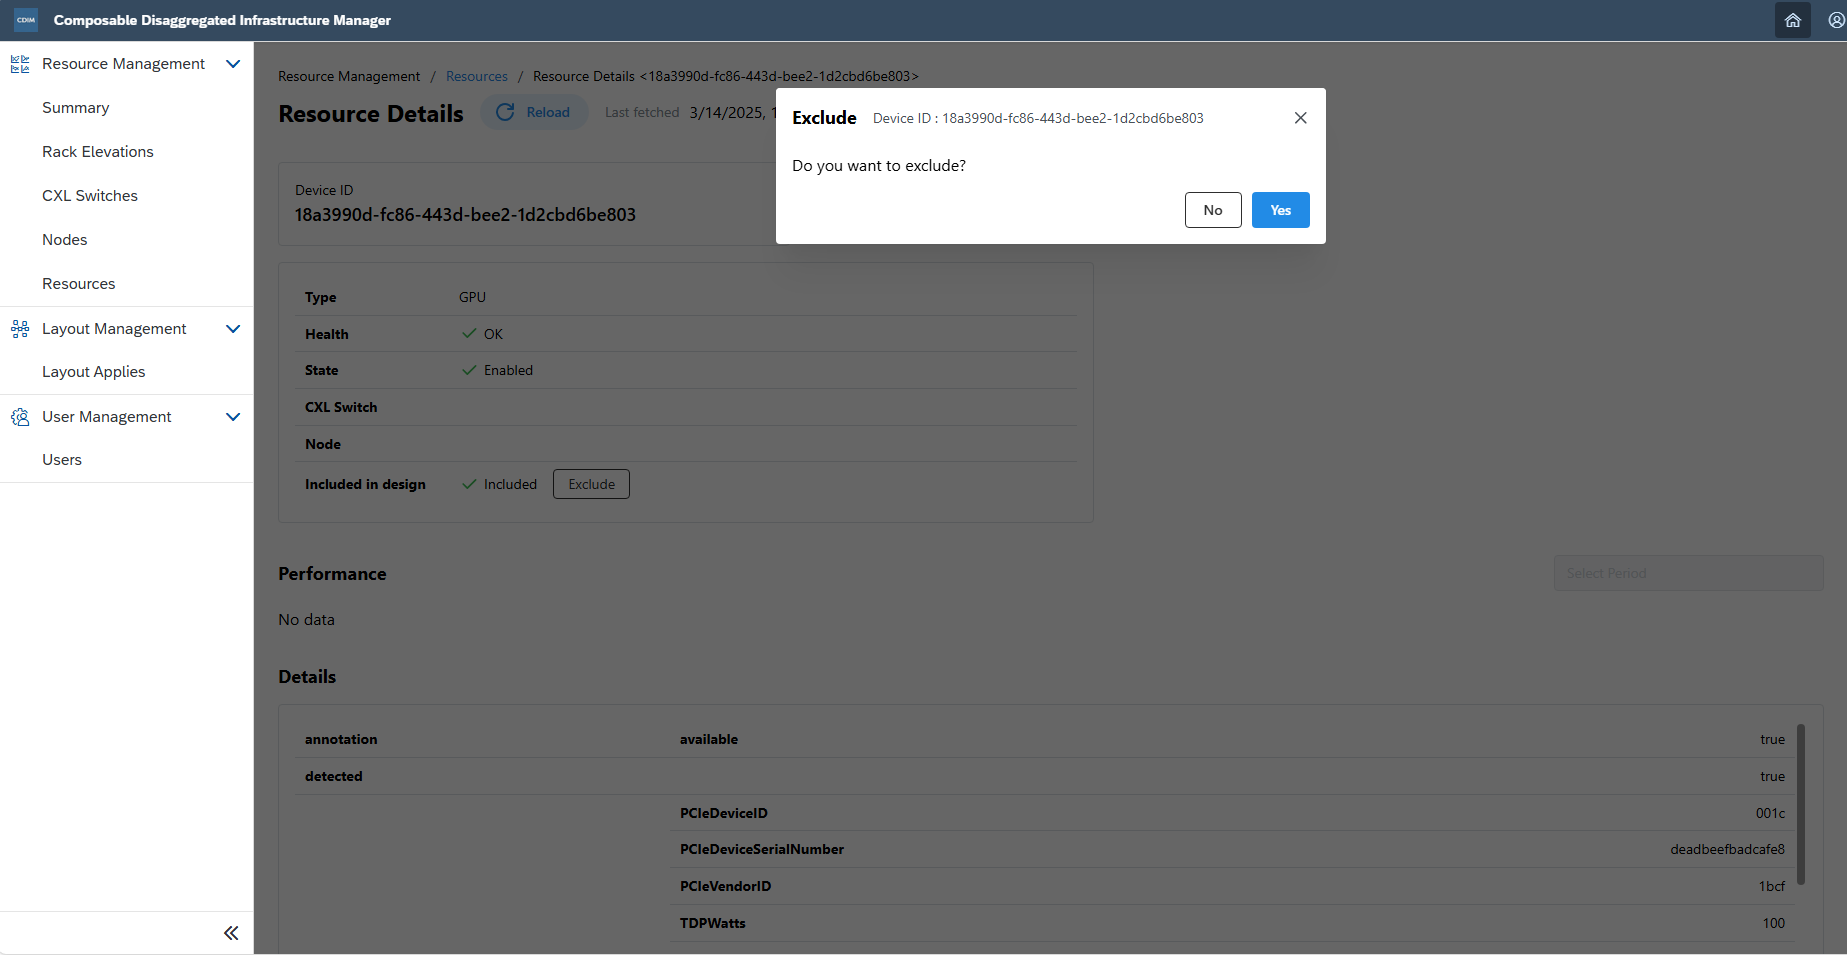 CDIM Composable Disaggregated Infrastructure Manager
Resource Management
Summary
Rack Elevations
CXL Switches
Nodes
Resources
Layout Management
Layout Applies
User Management
Users
Resource Management / Resources / Resource Details <18a3990d-fc86-443d-bee2-1d2cbd6be803>
Resource Details Reload Last fetched 3/14/2025, 1
Exclude Device ID : 18a3990d-fc86-443d-bee2-1d2cbd6be803
Do you want to exclude?
No Yes
Device ID
18a3990d-fc86-443d-bee2-1d2cbd6be803
Type GPU
Health OK
State Enabled
CXL Switch
Node
Included in design Included Exclude
Performance Select Period
No data
Details
annotation available true
detected true
PCIeDeviceID 001c
PCIeDeviceSerialNumber deadbeefbadcafe8
PCIeVendorID 1bcf
TDPWatts 100